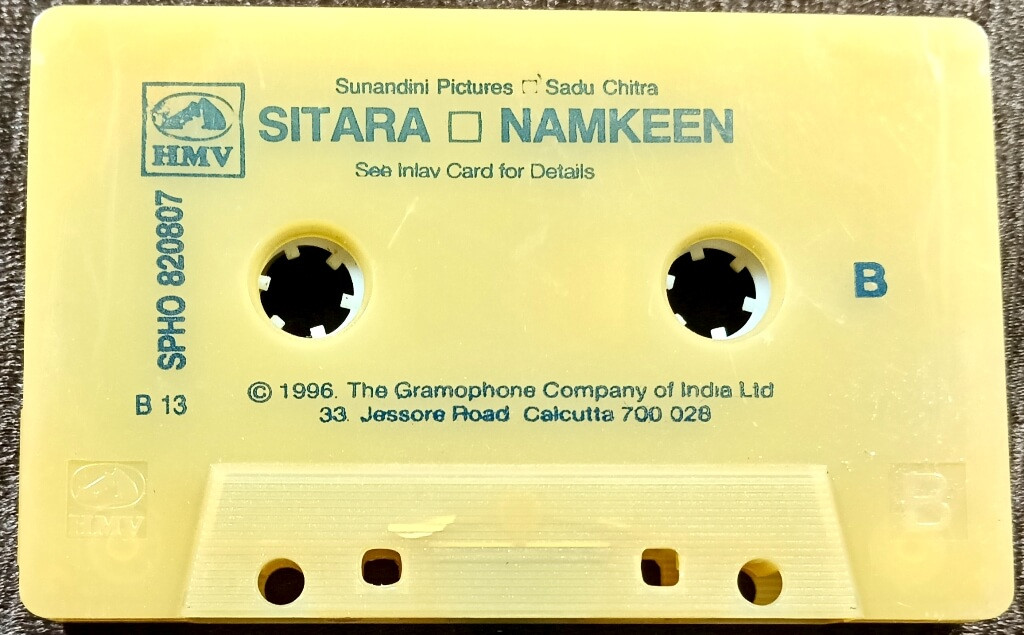 Sunandini Pictures □ Sadu Chitra
HMV
SITARA □ NAMKEEN
See Inlay Card for Details
SPHO 820807
B
B 13
© 1996. The Gramophone Company of India Ltd
33. Jessore Road Calcutta 700 028
HMV
B